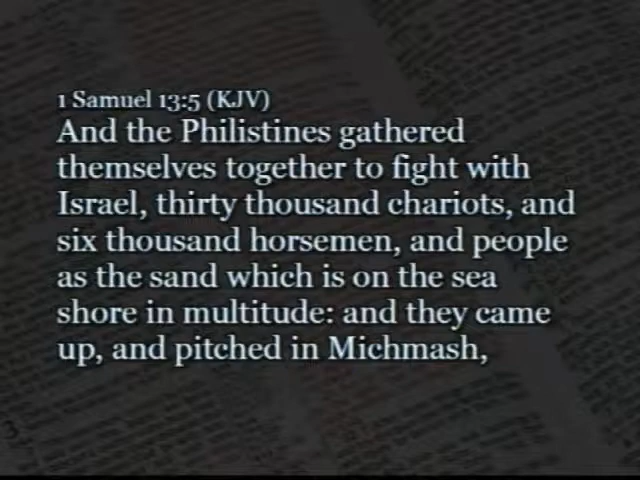 1 Samuel 13:5 (KJV)
And the Philistines gathered
themselves together to fight with
Israel, thirty thousand chariots, and
six thousand horsemen, and people
as the sand which is on the sea
shore in multitude: and they came
up, and pitched in Michmash,